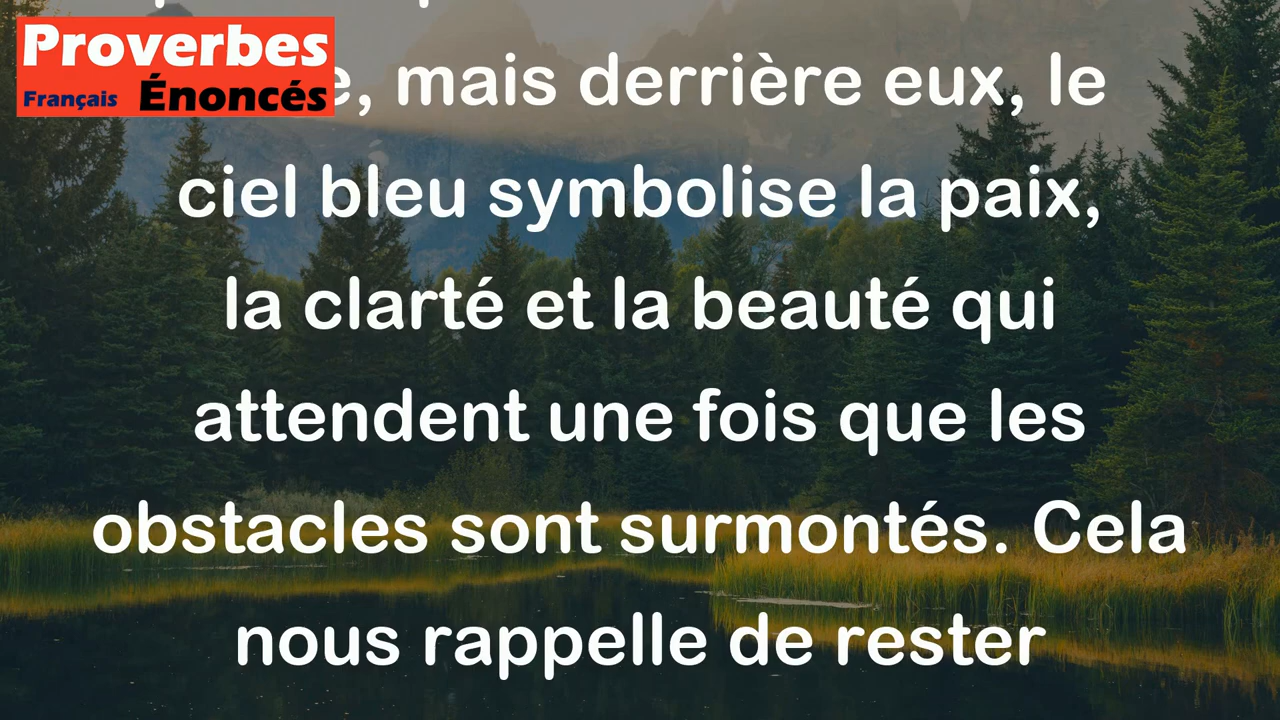 Proverbes
Français Énoncés
e, mais derrière eux, le
ciel bleu symbolise la paix,
la clarté et la beauté qui
attendent une fois que les
obstacles sont surmontés. Cela
nous rappelle de rester